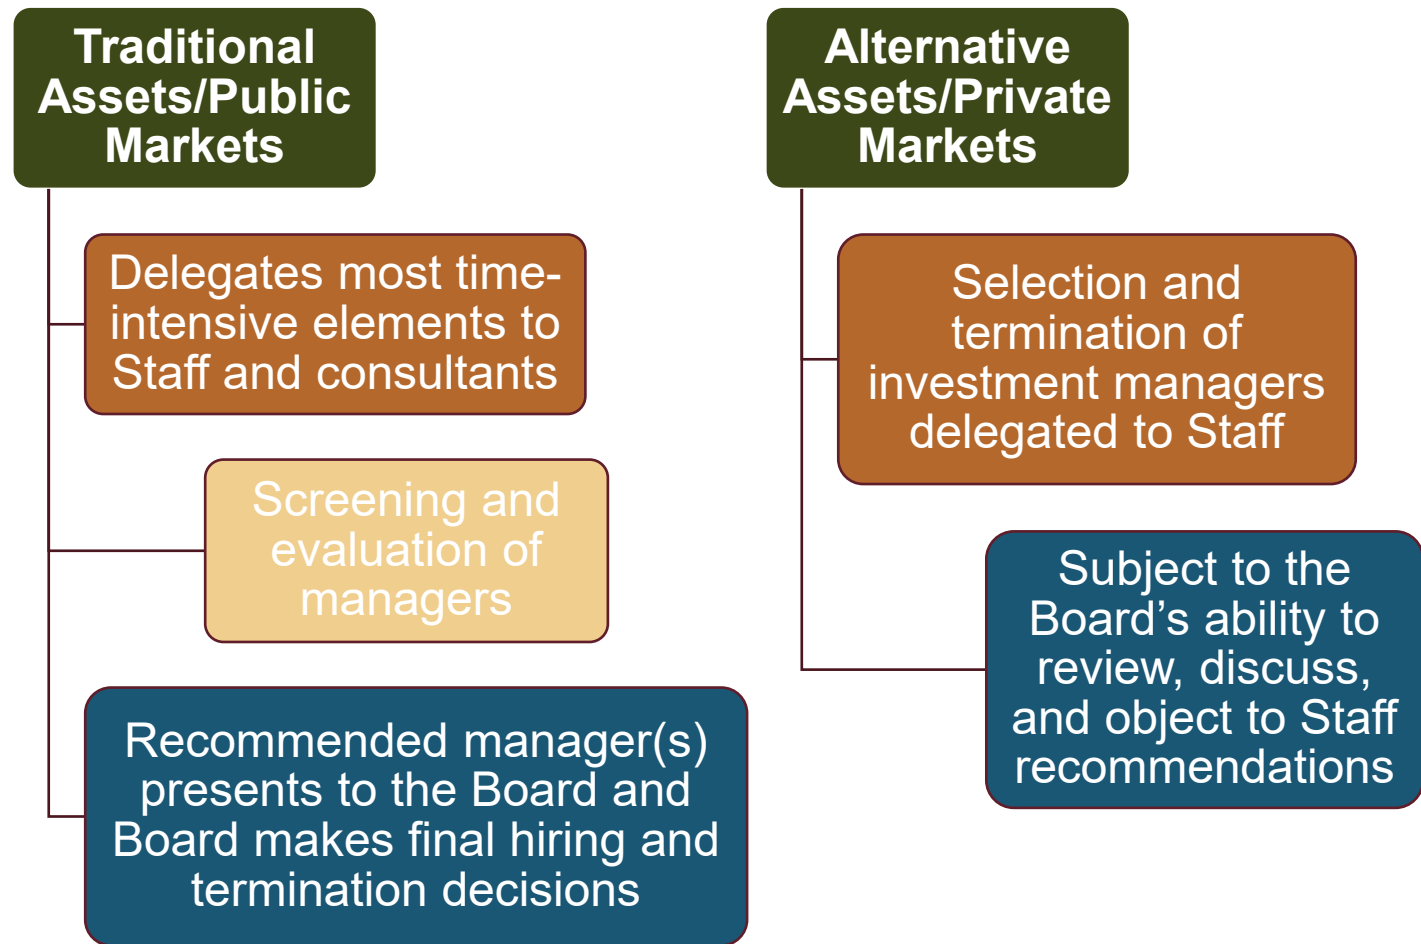 Traditional
Assets/Public
Markets
Delegates most time-
intensive elements to
Staff and consultants
Screening and
evaluation of
managers
Recommended manager(s)
presents to the Board and
Board makes final hiring and
termination decisions
Alternative
Assets/Private
Markets
Selection and
termination of
investment managers
delegated to Staff
Subject to the
Board’s ability to
review, discuss,
and object to Staff
recommendations